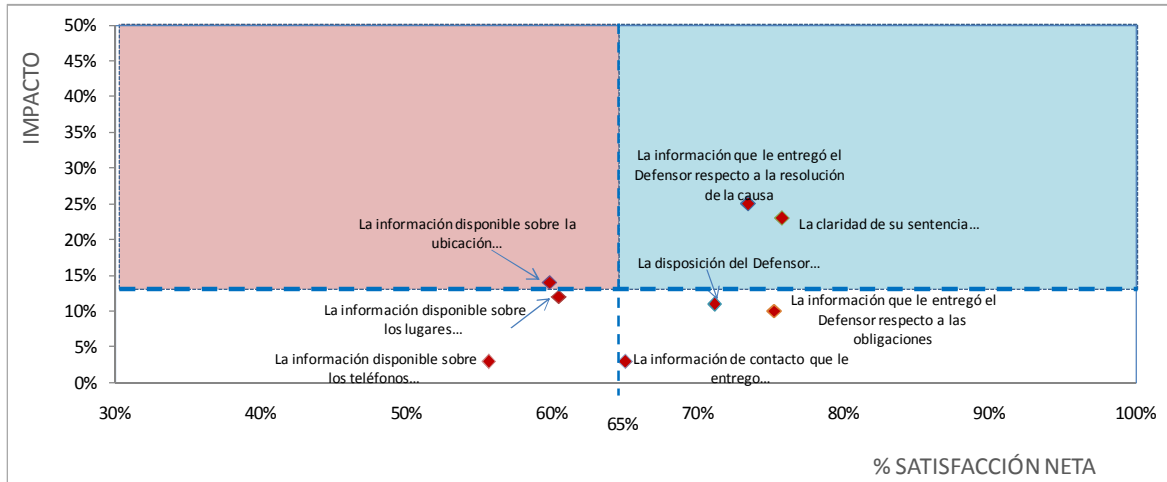 50%
45%
40%
35%
30%
25%
20%
15%
10%
5%
0%
IMPACTO
La información que le entregó el
Defensor respecto a la resolución
de la causa
La información disponible sobre la
ubicación…
La claridad de su sentencia…
La disposición del Defensor…
La información disponible sobre
los lugares…
La información que le entregó el
Defensor respecto a las
obligaciones
La información disponible sobre
los teléfonos…
La información de contacto que le
entrego…
30%
40%
50%
60%
65%
70%
80%
90%
100%
% SATISFACCIÓN NETA